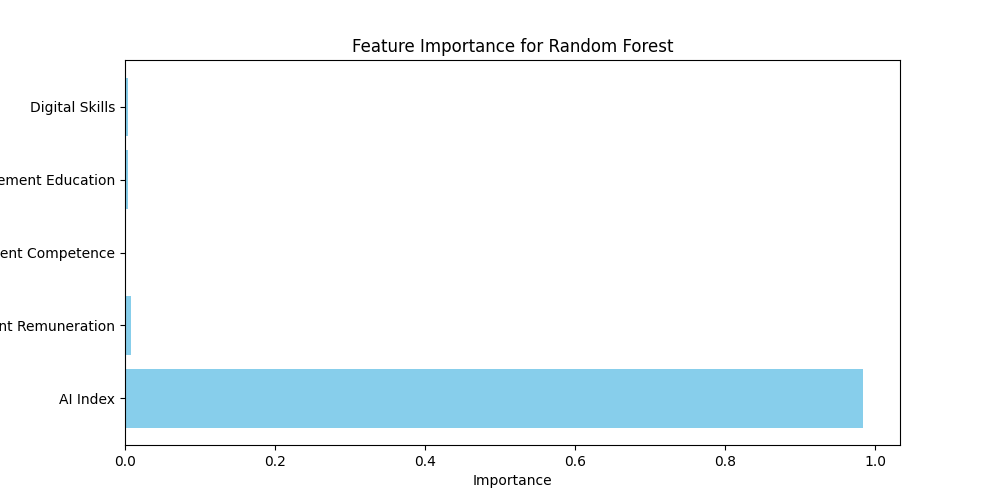 Feature Importance for Random Forest
Digital Skills
ement Education
ent Competence
nt Remuneration
AI Index
0.0 0.2 0.4 0.6 0.8 1.0
Importance